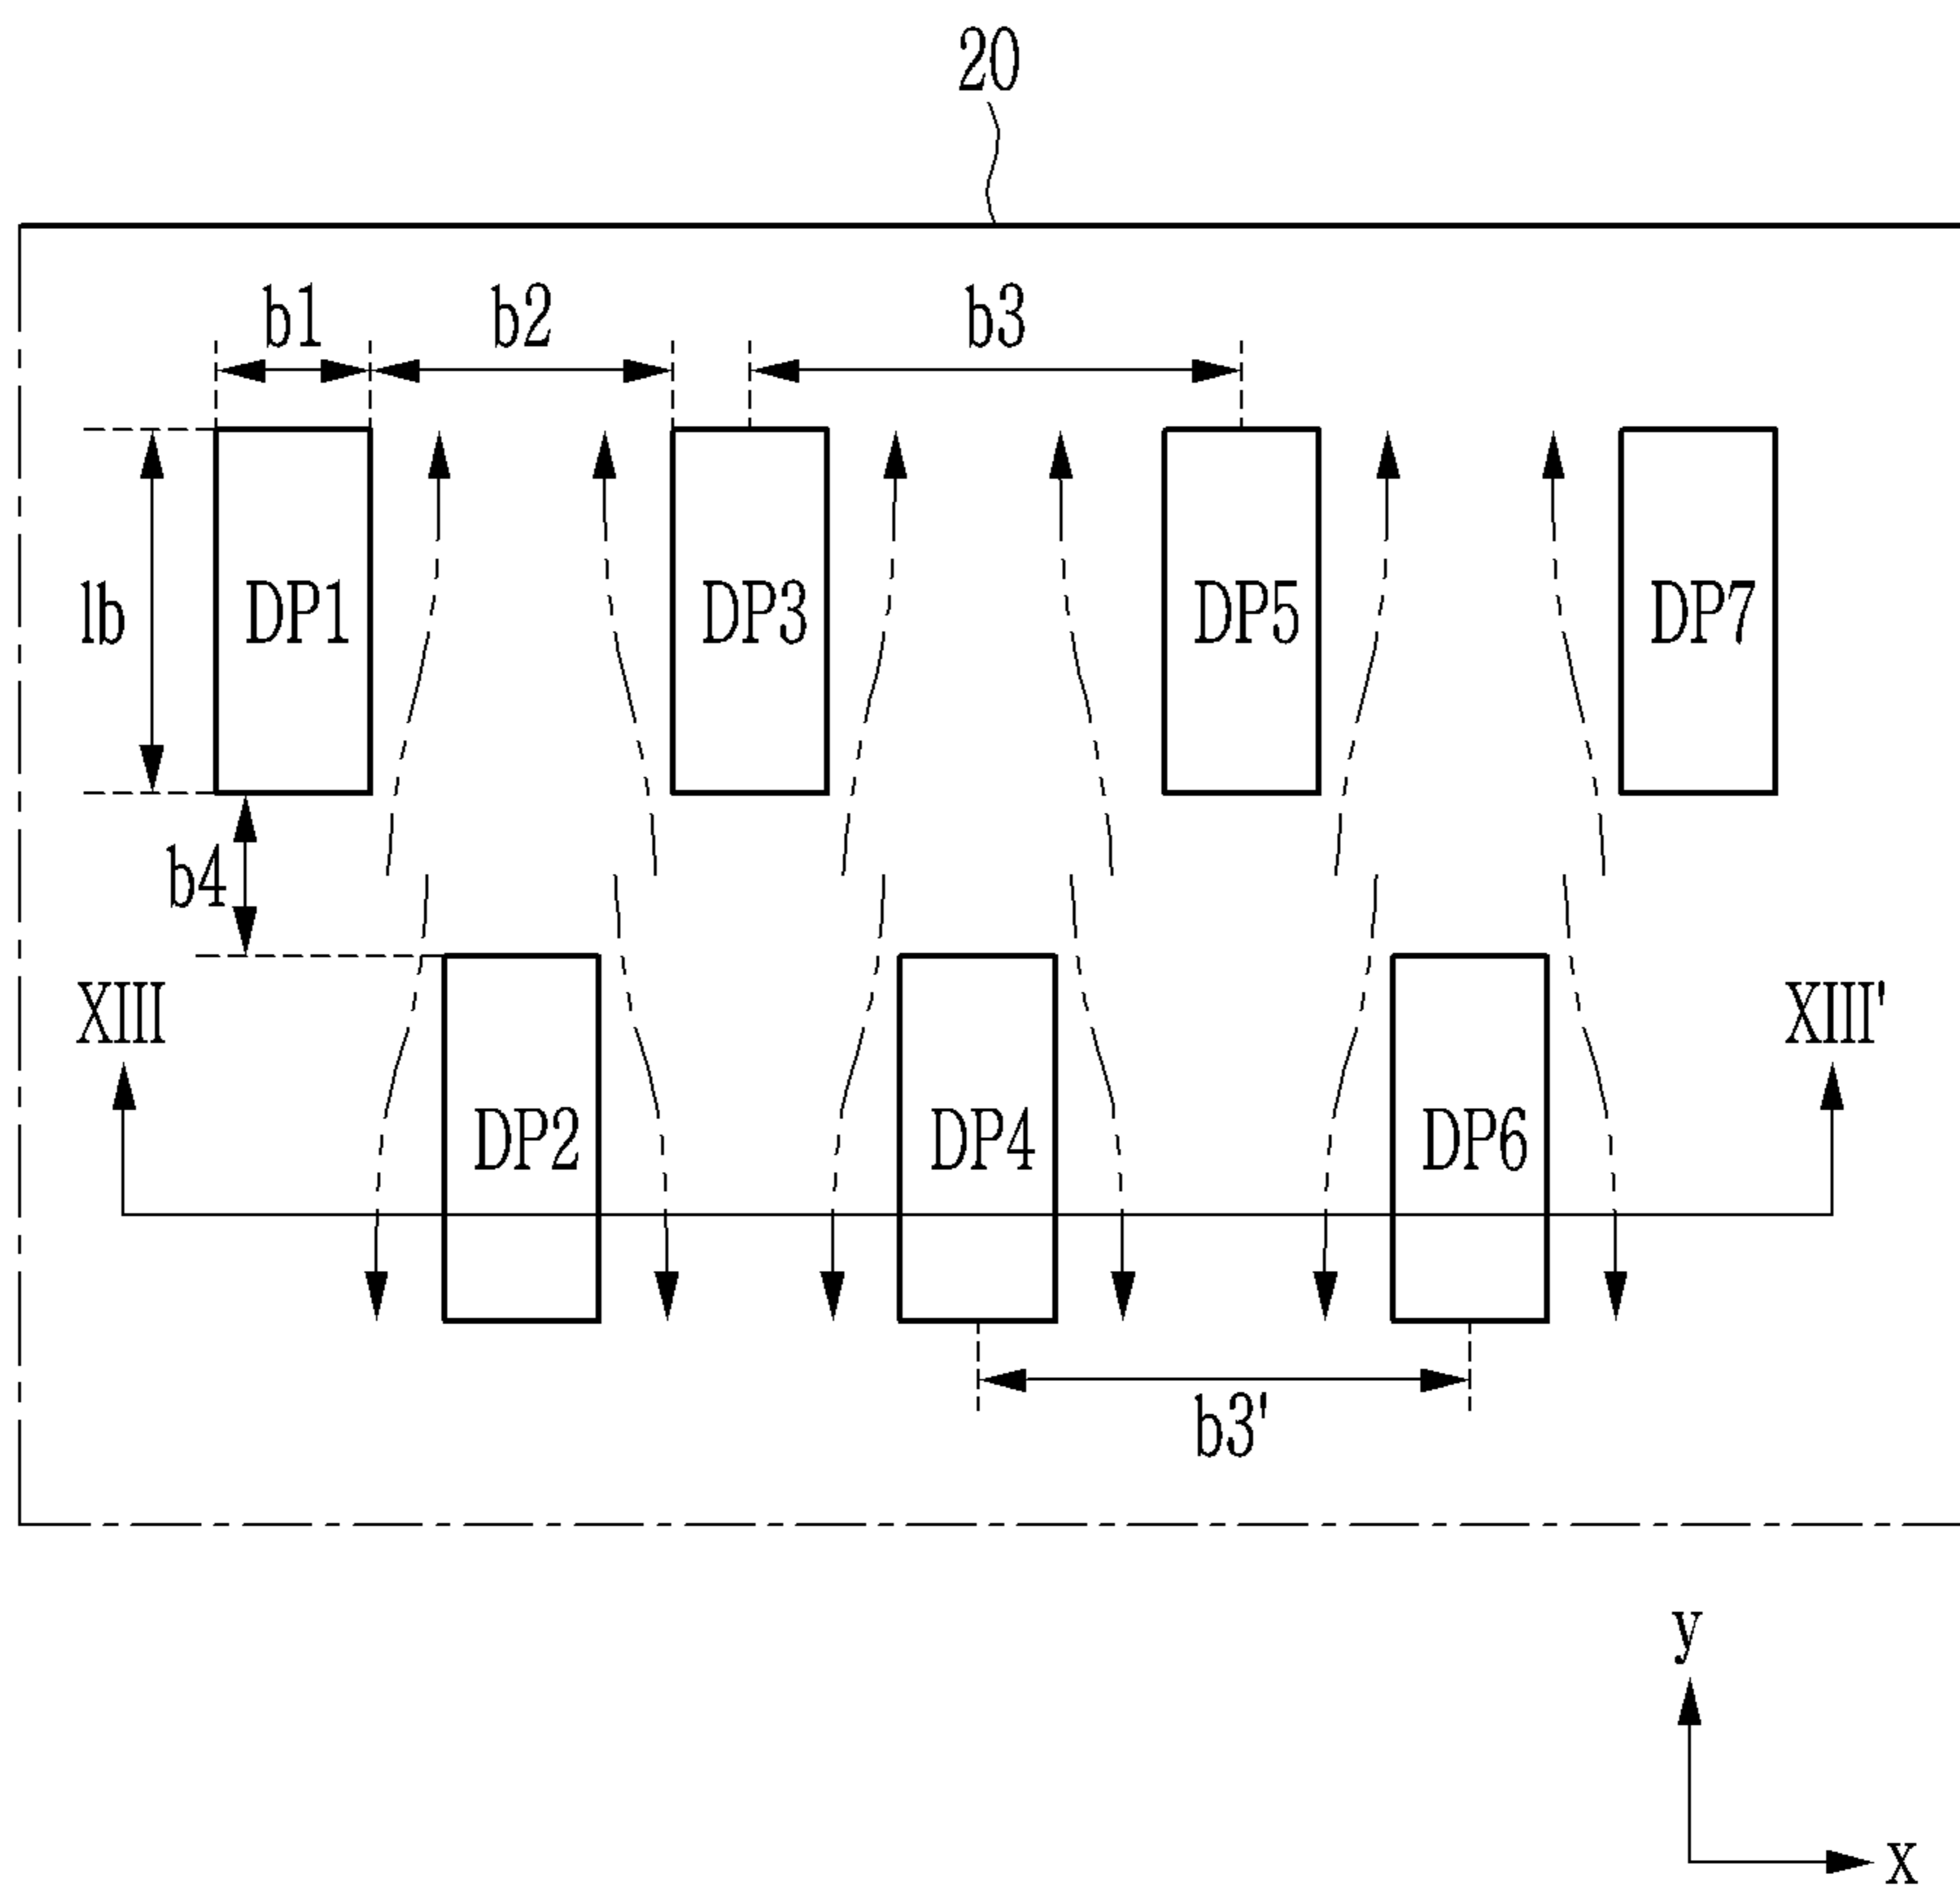 20
b1 b2 b3
lb DP1 DP3 DP5 DP7
b4
XIII XIII'
DP2 DP4 DP6
b3'
y
x